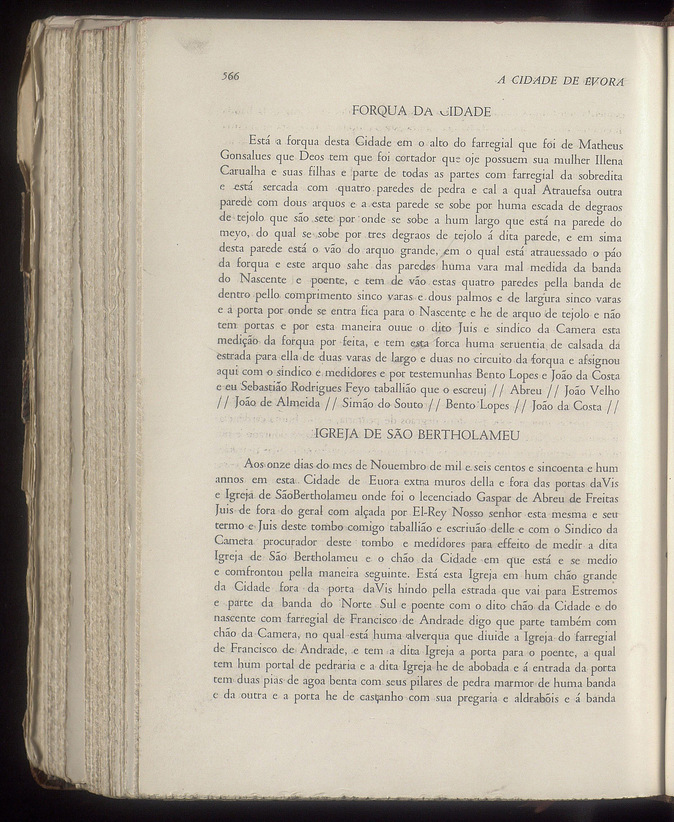 566
A CIDADE DE ÉVORA
FORQUA DA CIDADE
Está a forqua desta Cidade em o alto do farregial que foi de Matheus
Gonsalues que Deos tem que foi cortador que oje possuem sua mulher Illena
Carualha e suas filhas e parte de todas as partes com farregial da sobredita
e está sercada com quatro paredes de pedra e cal a qual Atrauefsa outra
parede com dous arquos e a esta parede se sobe por huma escada de degraos
de tejolo que são sete por onde se sobe a hum largo que está na parede do
meyo, do qual se sobe por tres degraos de tejolo á dita parede, e em sima
desta parede está o vão do arquo grande, em o qual está atrauessado o páo
da forqua e este arquo sahe das paredes huma vara mal medida da banda
do Nascente e poente, e tem de vão estas quatro paredes pella banda de
dentro pello comprimento sinco varas e dous palmos e de largura sinco varas
e a porta por onde se entra fica para o Nascente e he de arquo de tejolo e não
tem portas e por esta maneira ouue o dito Juis e sindico da Camera esta
medição da forqua por feita, e tem esta forca huma seruentia de calsada da
estrada para ella de duas varas de largo e duas no circuito da forqua e afsignou
aqui com o sindico e medidores e por testemunhas Bento Lopes e João da Costa
e eu Sebastião Rodrigues Feyo taballião que o escreuj // Abreu // João Velho
// João de Almeida // Simão do Souto // Bento Lopes // João da Costa //
IGREJA DE SÃO BERTHOLAMEU
Aos onze dias do mes de Nouembro de mil e seis centos e sincoenta e hum
annos em esta Cidade de Euora extra muros della e fora das portas daVis
e Igreja de SãoBertholameu onde foi o lecenciado Gaspar de Abreu de Freitas
Juis de fora do geral com alçada por El-Rey Nosso senhor esta mesma e seu
termo e Juis deste tombo comigo taballião e escriuão delle e com o Sindico da
Camera procurador deste tombo e medidores para effeito de medir a dita
Igreja de São Bertholameu e o chão da Cidade em que está e se medio
e comfrontou pella maneira seguinte. Está esta Igreja em hum chão grande
da Cidade fora da porta daVis hindo pella estrada que vai para Estremos
e parte da banda do Norte Sul e poente com o dito chão da Cidade e do
nascente com farregial de Francisco de Andrade digo que parte também com
chão da Camera, no qual está huma alverqua que diuide a Igreja do farregial
de Francisco de Andrade, e tem a dita Igreja a porta para o poente, a qual
tem hum portal de pedraria e a dita Igreja he de abobada e á entrada da porta
tem duas pias de agoa benta com seus pilares de pedra marmor de huma banda
e da outra e a porta he de castanho com sua pregaria e aldrabõis e á banda